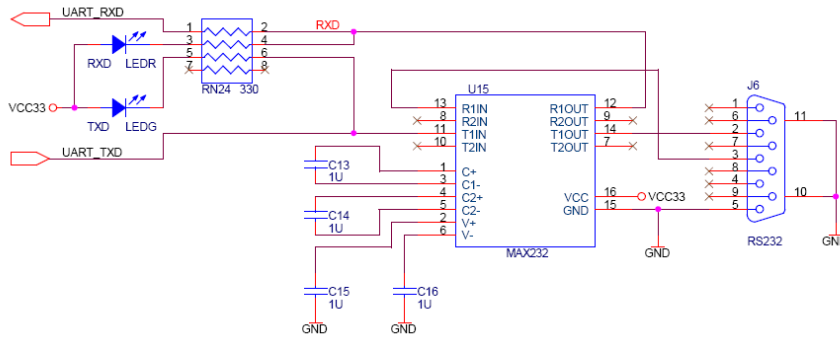 UART_RXD
1 2 RXD
3 4
5 6
7 8
RXD LEDR
RN24 330
VCC33
TXD LEDG
UART_TXD
U15
J6
13 R1IN R1OUT 12
8 R2IN R2OUT 9
11 T1IN T1OUT 14
10 T2IN T2OUT 7
1 C+
3 C1-
4 C2+
5 C2-
2 V+
6 V-
VCC 16 VCC33
GND 15
MAX232
C13
1U
C14
1U
C15
1U
C16
1U
GND
GND
GND
1
6
2
7
3
8
4
9
5
11
10
RS232
GND